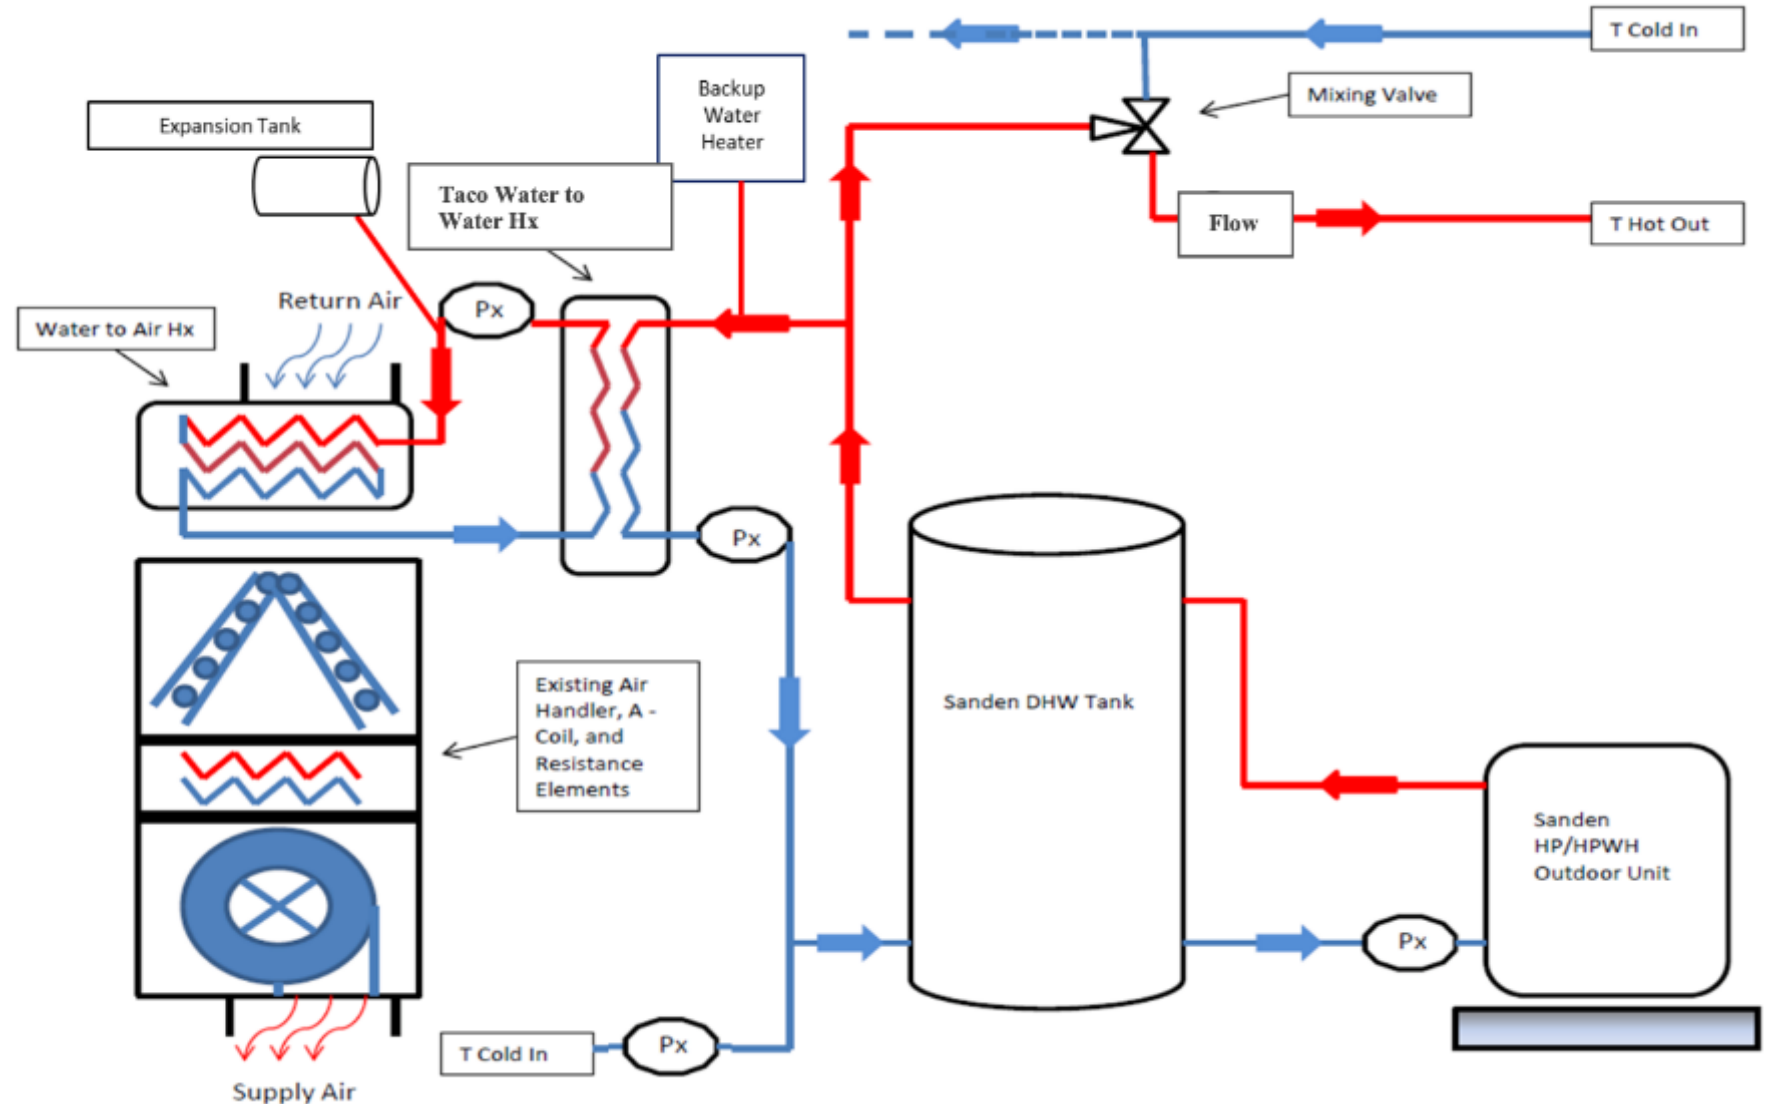 T Cold In
Backup
Water
Heater
Mixing Valve
Expansion Tank
Taco Water to
Water Hx
Flow
T Hot Out
Return Air
Px
Water to Air Hx
Px
Existing Air
Handler, A -
Coil, and
Resistance
Elements
Sanden DHW Tank
Sanden
HP/HPWH
Outdoor Unit
Px
T Cold In
Px
Supply Air